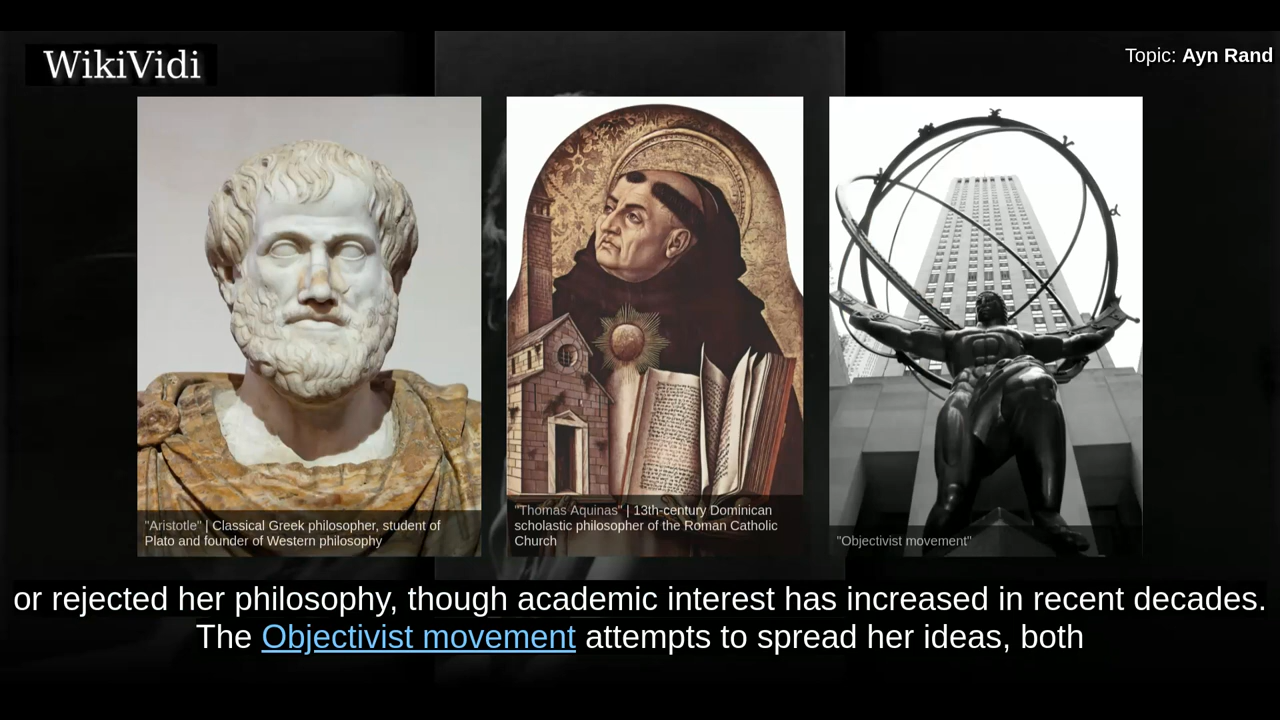 WikiVidi
Topic: Ayn Rand
"Aristotle" | Classical Greek philosopher, student of
Plato and founder of Western philosophy
"Thomas Aquinas" | 13th-century Dominican
scholastic philosopher of the Roman Catholic
Church
"Objectivist movement"
or rejected her philosophy, though academic interest has increased in recent decades.
The Objectivist movement attempts to spread her ideas, both